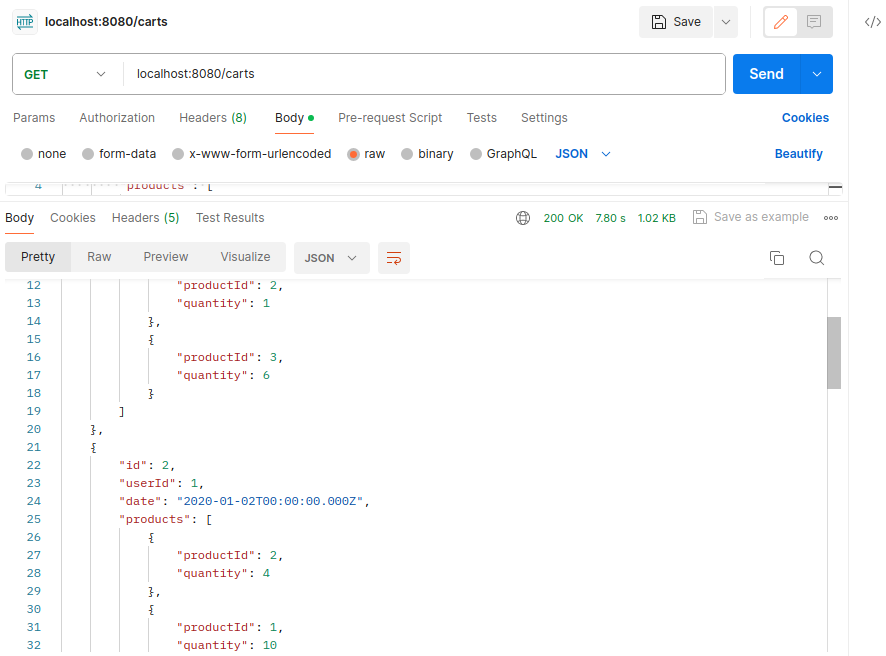 HTTP localhost:8080/carts Save </>
GET localhost:8080/carts Send
Params Authorization Headers (8) Body Pre-request Script Tests Settings Cookies
none form-data x-www-form-urlencoded raw binary GraphQL JSON Beautify
4 "products": [
Body Cookies Headers (5) Test Results 200 OK 7.80 s 1.02 KB Save as example
Pretty Raw Preview Visualize JSON
12 "productId": 2,
13 "quantity": 1
14 },
15 {
16 "productId": 3,
17 "quantity": 6
18 }
19 ]
20 },
21 {
22 "id": 2,
23 "userId": 1,
24 "date": "2020-01-02T00:00:00.000Z",
25 "products": [
26 {
27 "productId": 2,
28 "quantity": 4
29 },
30 {
31 "productId": 1,
32 "quantity": 10